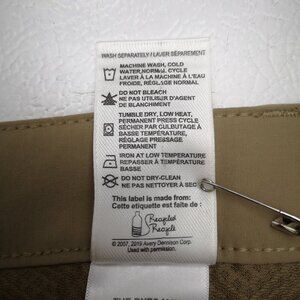 WASH SEPARATELY/LAVER SÉPARÉMENT
MACHINE WASH, COLD
WATER, NORMAL CYCLE
LAVER À LA MACHINE À L'EAU
FROIDE, RÉGLAGE NORMAL
DO NOT BLEACH
NE PAS UTILISER D'AGENT
DE BLANCHIMENT
TUMBLE DRY, LOW HEAT,
PERMANENT PRESS CYCLE
SÉCHER PAR CULBUTAGE À
BASSE TEMPÉRATURE,
RÉGLAGE PRESSAGE
PERMANENT
IRON AT LOW TEMPERATURE
REPASSER À TEMPÉRATURE
BASSE
DO NOT DRY-CLEAN
NE PAS NETTOYER À SEC
This label is made from:
Cette etiquette est faite de :
Recycled
Recyclé
© 2007, 2019 Avery Dennison Corp.
Used with permission.